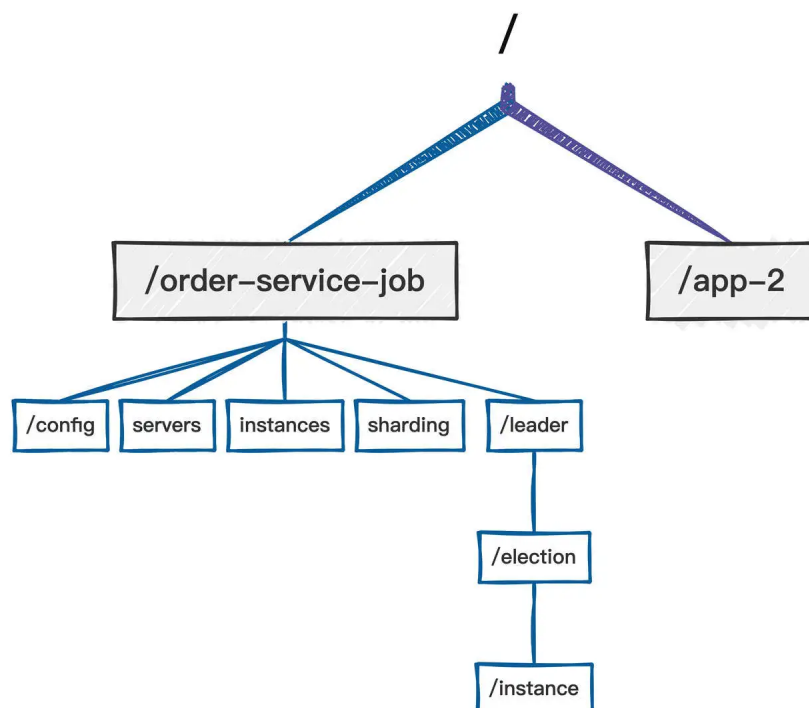 /
/order-service-job
/app-2
/config
servers
instances
sharding
/leader
/election
/instance